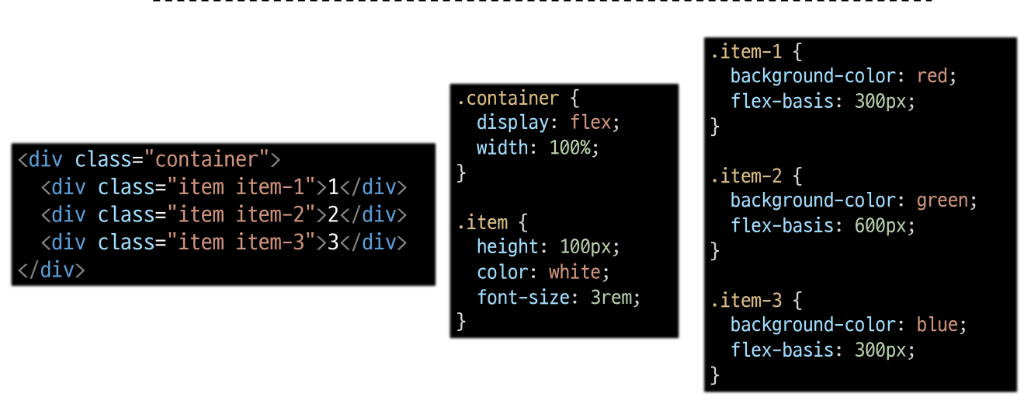 <div class="container">
  <div class="item item-1">1</div>
  <div class="item item-2">2</div>
  <div class="item item-3">3</div>
</div>
.container {
  display: flex;
  width: 100%;
}
.item {
  height: 100px;
  color: white;
  font-size: 3rem;
}
.item-1 {
  background-color: red;
  flex-basis: 300px;
}
.item-2 {
  background-color: green;
  flex-basis: 600px;
}
.item-3 {
  background-color: blue;
  flex-basis: 300px;
}